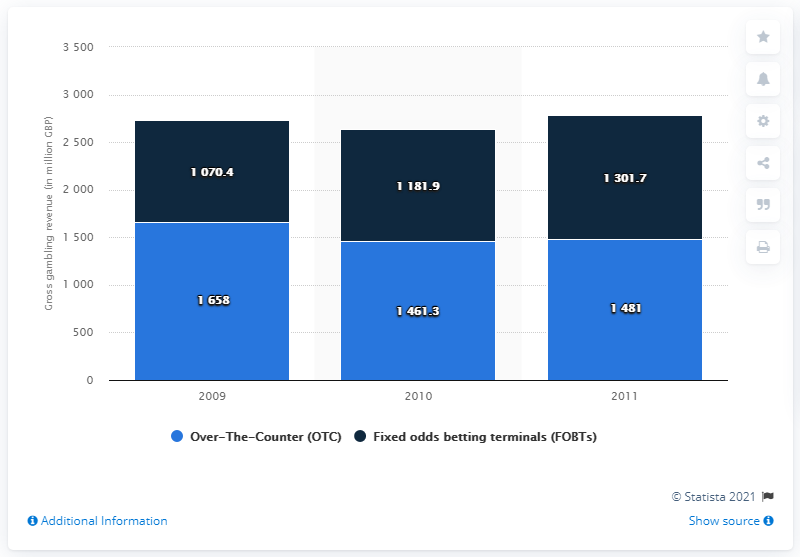 3 500
3 000
2 500
2 000
1 500
1 000
500
0
Gross gambling revenue (in million GBP)
1 070.4
1 181.9
1 301.7
1 658
1 461.3
1 481
2009
2010
2011
Over-The-Counter (OTC)
Fixed odds betting terminals (FOBTs)
© Statista 2021
Additional Information
Show source